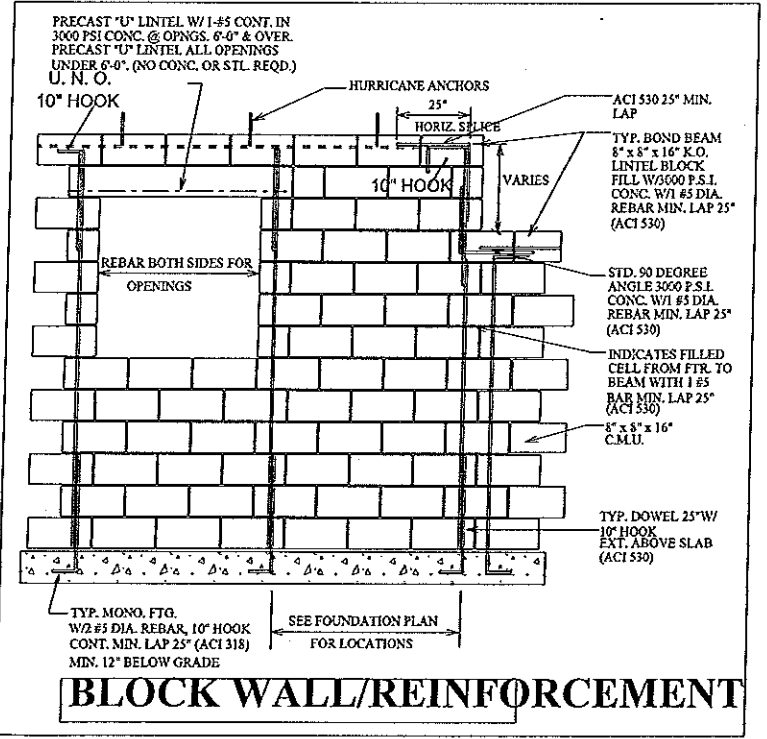 PRECAST "U" LINTEL W/ 1-#5 CONT. IN
3000 PSI CONC. @ OPNGS. 6'-0" & OVER.
PRECAST "U" LINTEL ALL OPENINGS
UNDER 6'-0". (NO CONC. OR STL. REQD.)
U. N. O.
10" HOOK
HURRICANE ANCHORS
25"
HORIZ. SPLICE
10" HOOK
VARIES
ACI 530 25" MIN.
LAP
TYP. BOND BEAM
8" x 8" x 16" K.O.
LINTEL BLOCK
FILL W/3000 P.S.I.
CONC. W/1 #5 DIA.
REBAR MIN. LAP 25"
(ACI 530)
REBAR BOTH SIDES FOR
OPENINGS
STD. 90 DEGREE
ANGLE 3000 P.S.I.
CONC. W/1 #5 DIA.
REBAR MIN. LAP 25"
(ACI 530)
INDICATES FILLED
CELL FROM FTR. TO
BEAM WITH 1 #5
BAR MIN. LAP 25"
(ACI 530)
8" x 8" x 16"
C.M.U.
TYP. DOWEL 25"W/
10" HOOK
EXT. ABOVE SLAB
(ACI 530)
TYP. MONO. FTG.
W/2 #5 DIA. REBAR, 10" HOOK
CONT. MIN. LAP 25" (ACI 318)
MIN. 12" BELOW GRADE
SEE FOUNDATION PLAN
FOR LOCATIONS
BLOCK WALL/REINFORCEMENT